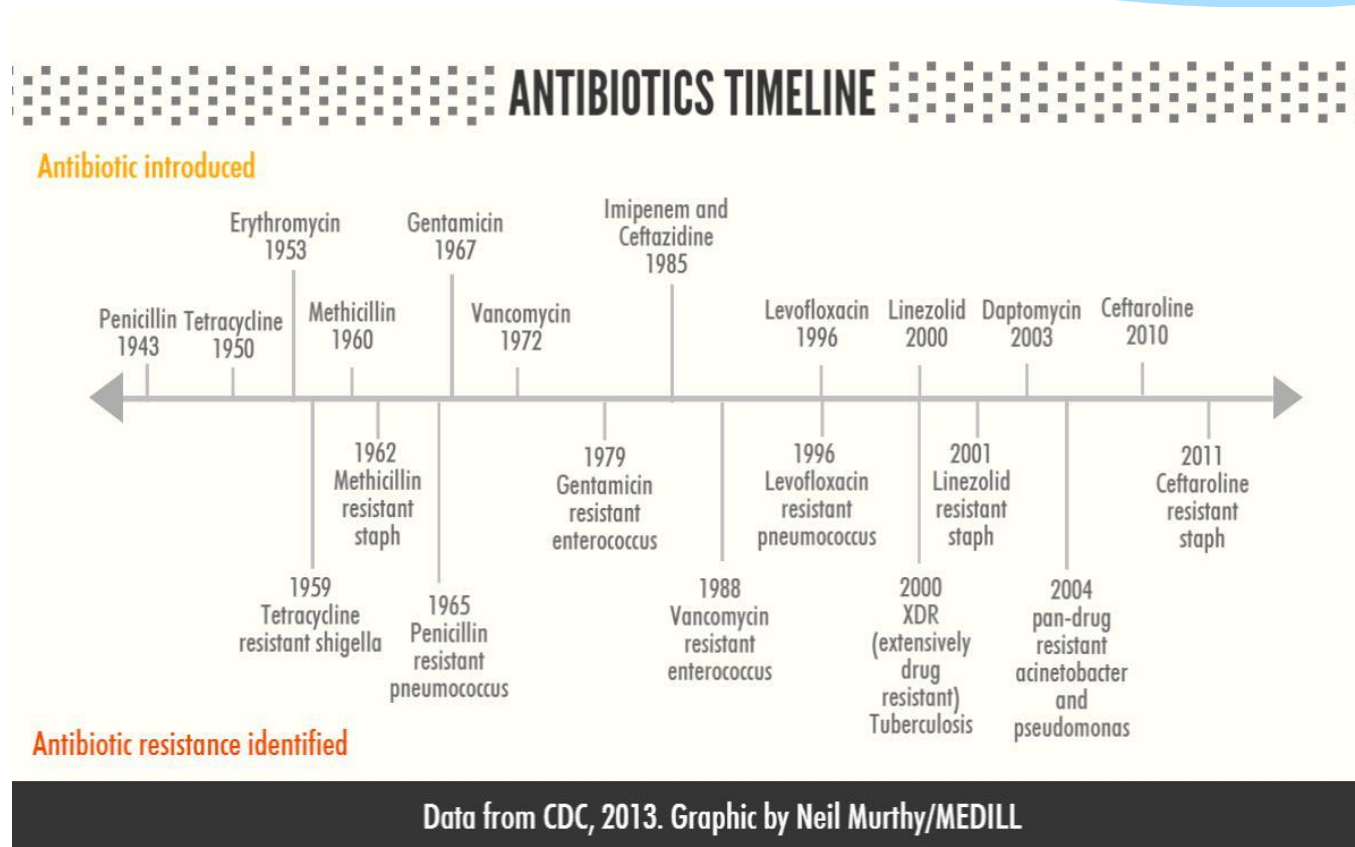 ANTIBIOTICS TIMELINE
Antibiotic introduced
Penicillin
1943
Tetracycline
1950
Erythromycin
1953
Methicillin
1960
Gentamicin
1967
Vancomycin
1972
Imipenem and
Ceftazidine
1985
Levofloxacin
1996
Linezolid
2000
Daptomycin
2003
Ceftaroline
2010
1959
Tetracycline
resistant shigella
1962
Methicillin
resistant
staph
1965
Penicillin
resistant
pneumococcus
1979
Gentamicin
resistant
enterococcus
1988
Vancomycin
resistant
enterococcus
1996
Levofloxacin
resistant
pneumococcus
2000
XDR
(extensively
drug
resistant)
Tuberculosis
2001
Linezolid
resistant
staph
2004
pan-drug
resistant
acinetobacter
and
pseudomonas
2011
Ceftaroline
resistant
staph
Antibiotic resistance identified
Data from CDC, 2013. Graphic by Neil Murthy/MEDILL